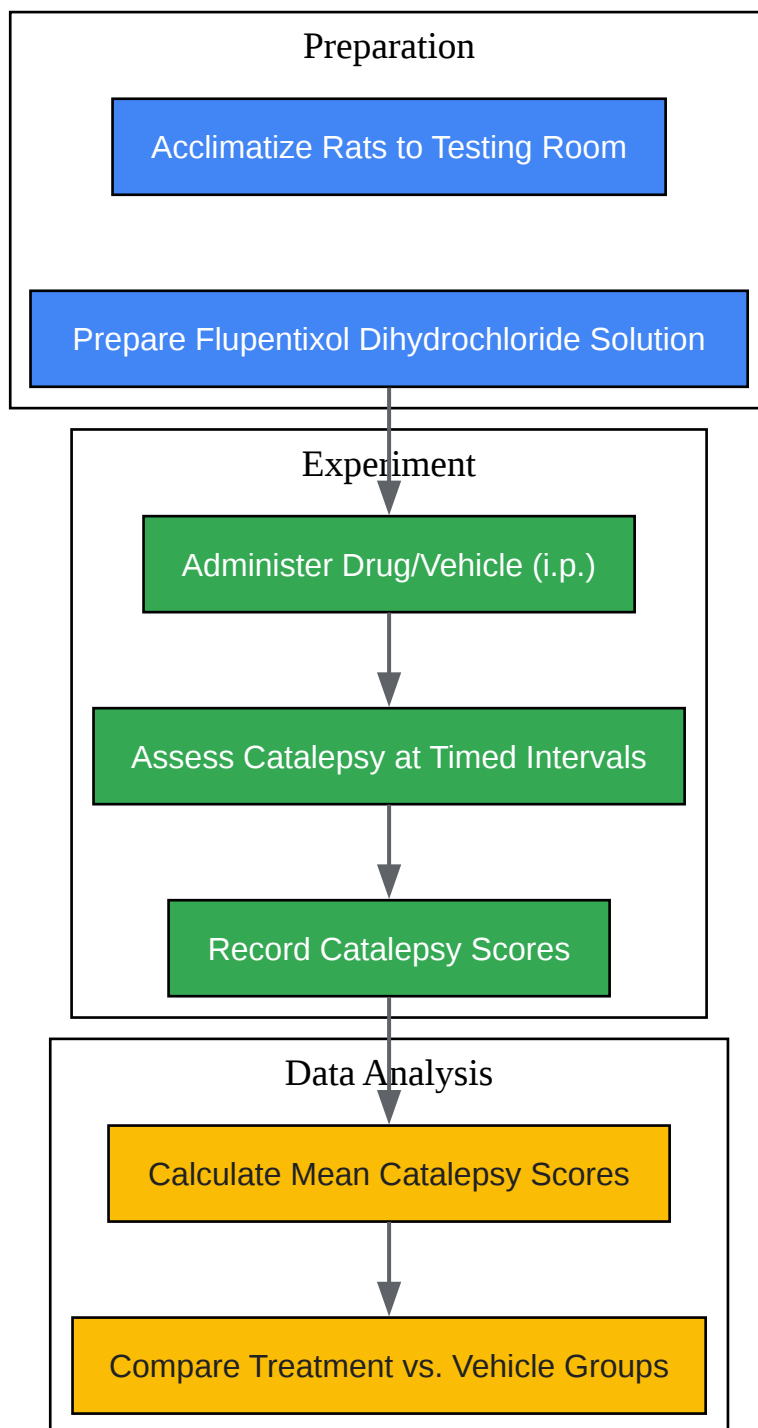 Preparation
Acclimatize Rats to Testing Room
Prepare Flupentixol Dihydrochloride Solution
Experiment
Administer Drug/Vehicle (i.p.)
Assess Catalepsy at Timed Intervals
Record Catalepsy Scores
Data Analysis
Calculate Mean Catalepsy Scores
Compare Treatment vs. Vehicle Groups